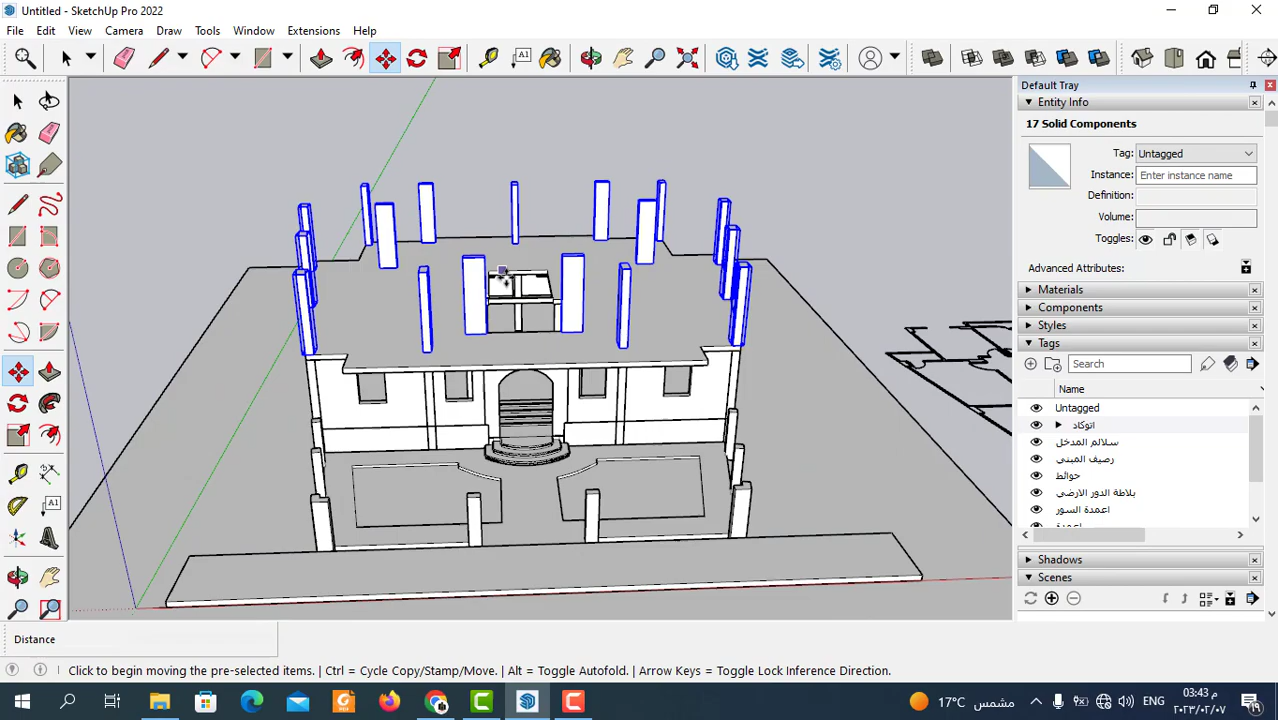 Untitled - SketchUp Pro 2022
File Edit View Camera Draw Tools Window Extensions Help
Default Tray
Entity Info
17 Solid Components
Tag: Untagged
Instance: Enter instance name
Definition:
Volume:
Toggles:
Advanced Attributes:
Materials
Components
Styles
Tags
Search
Name
Untagged
اتوكاد
سلالم المدخل
رصيف المبنى
حوائط
بلاطة الدور الارضى
اعمدة السور
اعمدة
Shadows
Scenes
Distance
Click to begin moving the pre-selected items. | Ctrl = Cycle Copy/Stamp/Move. | Alt = Toggle Autofold. | Arrow Keys = Toggle Lock Inference Direction.
17°C مشمس
ENG
03:43 م
٢٠٢٣/٠٢/٠٧